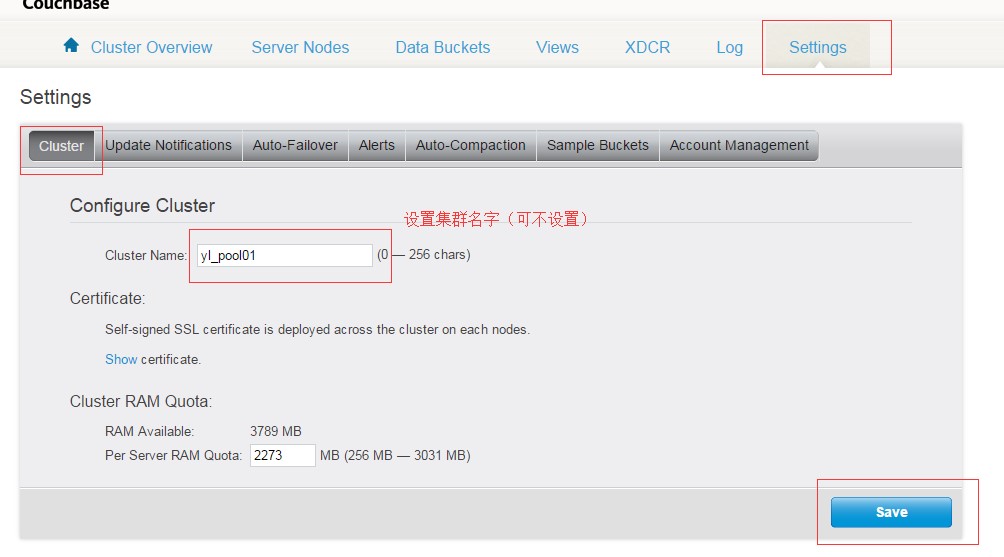 Couchbase
Cluster Overview Server Nodes Data Buckets Views XDCR Log Settings
Settings
Cluster Update Notifications Auto-Failover Alerts Auto-Compaction Sample Buckets Account Management
Configure Cluster
设置集群名字（可不设置）
Cluster Name: yl_pool01 (0 — 256 chars)
Certificate:
Self-signed SSL certificate is deployed across the cluster on each nodes.
Show certificate.
Cluster RAM Quota:
RAM Available: 3789 MB
Per Server RAM Quota: 2273 MB (256 MB — 3031 MB)
Save